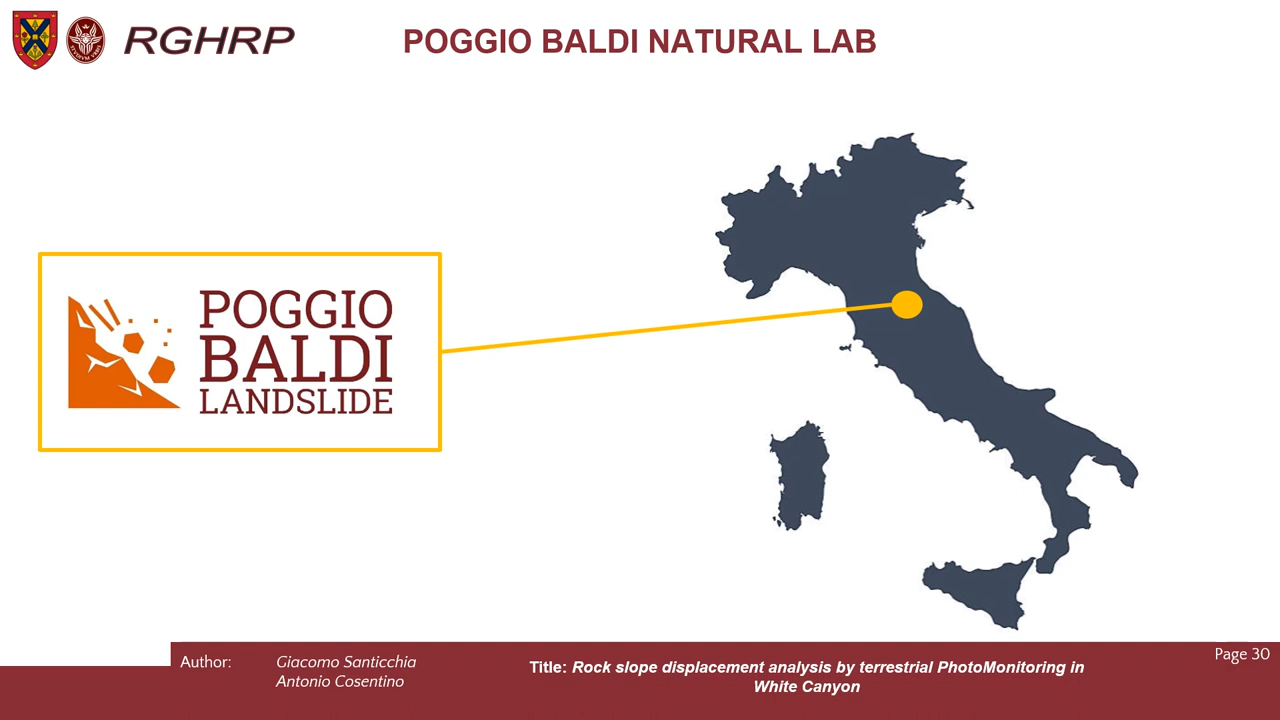 RGHRP
POGGIO BALDI NATURAL LAB
POGGIO
BALDI
LANDSLIDE
Author:
Giacomo Santicchia
Antonio Cosentino
Title: Rock slope displacement analysis by terrestrial PhotoMonitoring in
White Canyon
Page 30